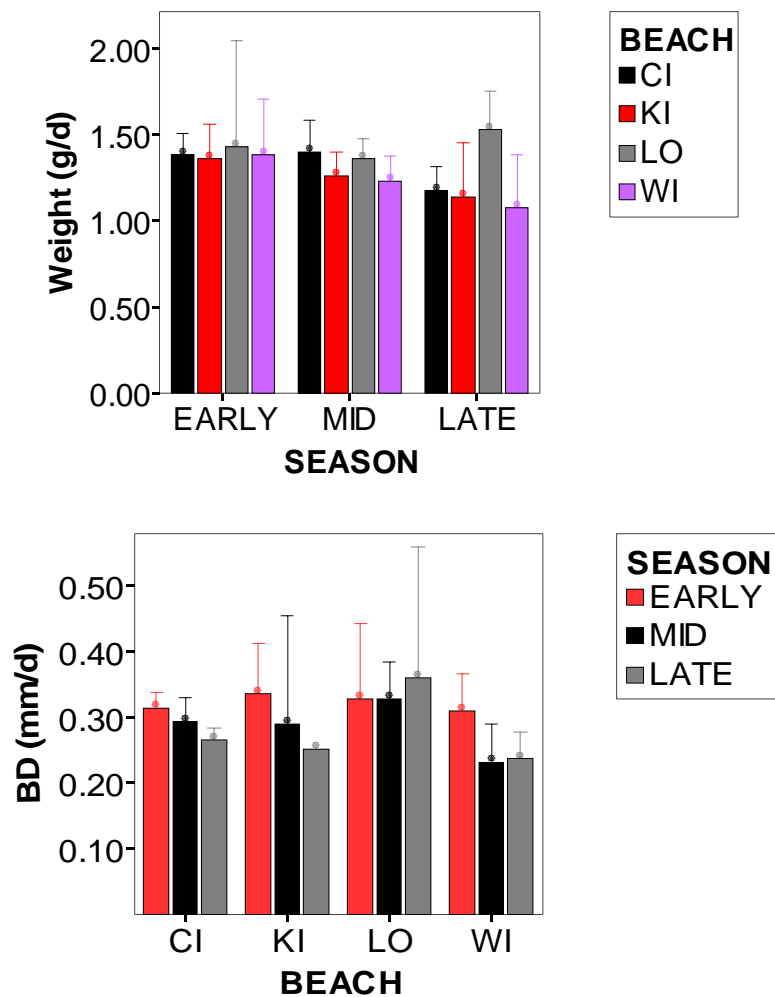 BEACH
CI
KI
LO
WI
Weight (g/d)
2.00
1.50
1.00
0.50
0.00
EARLY MID LATE
SEASON
SEASON
EARLY
MID
LATE
BD (mm/d)
0.50
0.40
0.30
0.20
0.10
CI KI LO WI
BEACH